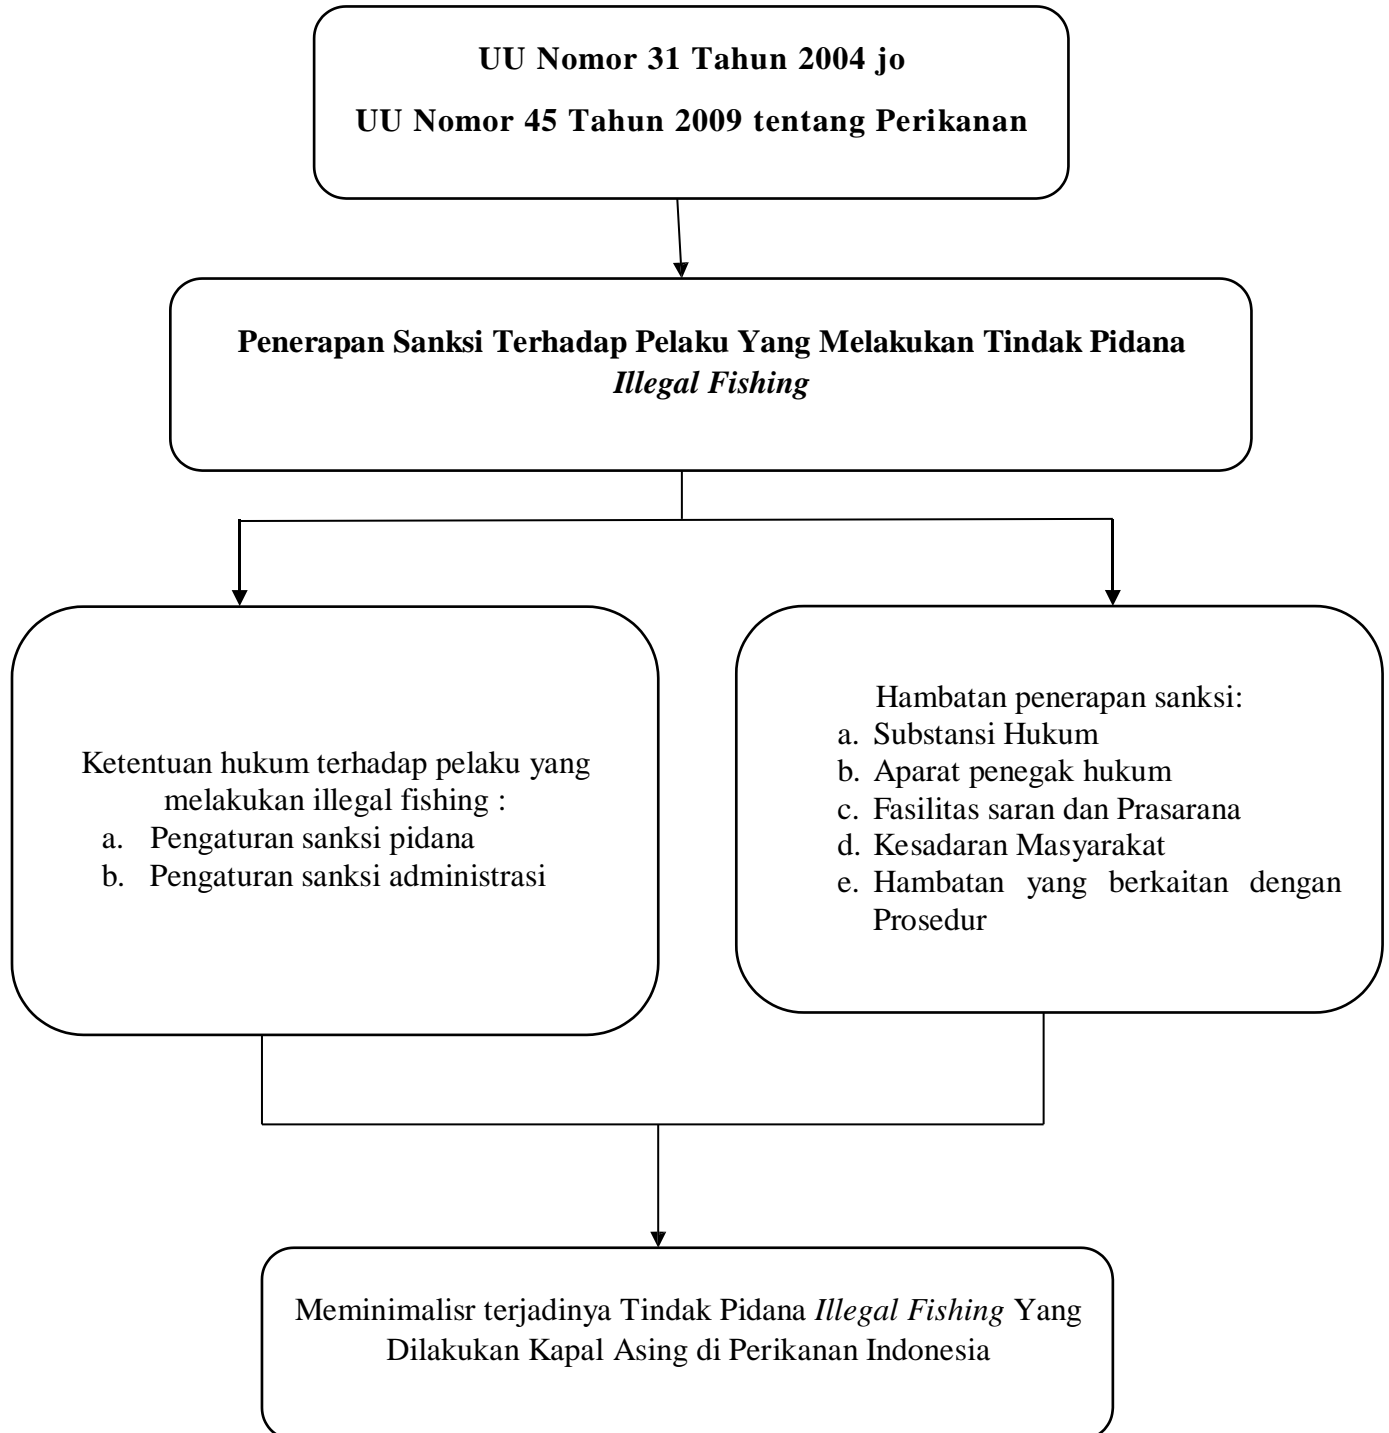 UU Nomor 31 Tahun 2004 jo
UU Nomor 45 Tahun 2009 tentang Perikanan
Penerapan Sanksi Terhadap Pelaku Yang Melakukan Tindak Pidana
Illegal Fishing
Ketentuan hukum terhadap pelaku yang
melakukan illegal fishing :
a. Pengaturan sanksi pidana
b. Pengaturan sanksi administrasi
Hambatan penerapan sanksi:
a. Substansi Hukum
b. Aparat penegak hukum
c. Fasilitas saran dan Prasarana
d. Kesadaran Masyarakat
e. Hambatan yang berkaitan dengan
Prosedur
Meminimalisr terjadinya Tindak Pidana Illegal Fishing Yang
Dilakukan Kapal Asing di Perikanan Indonesia